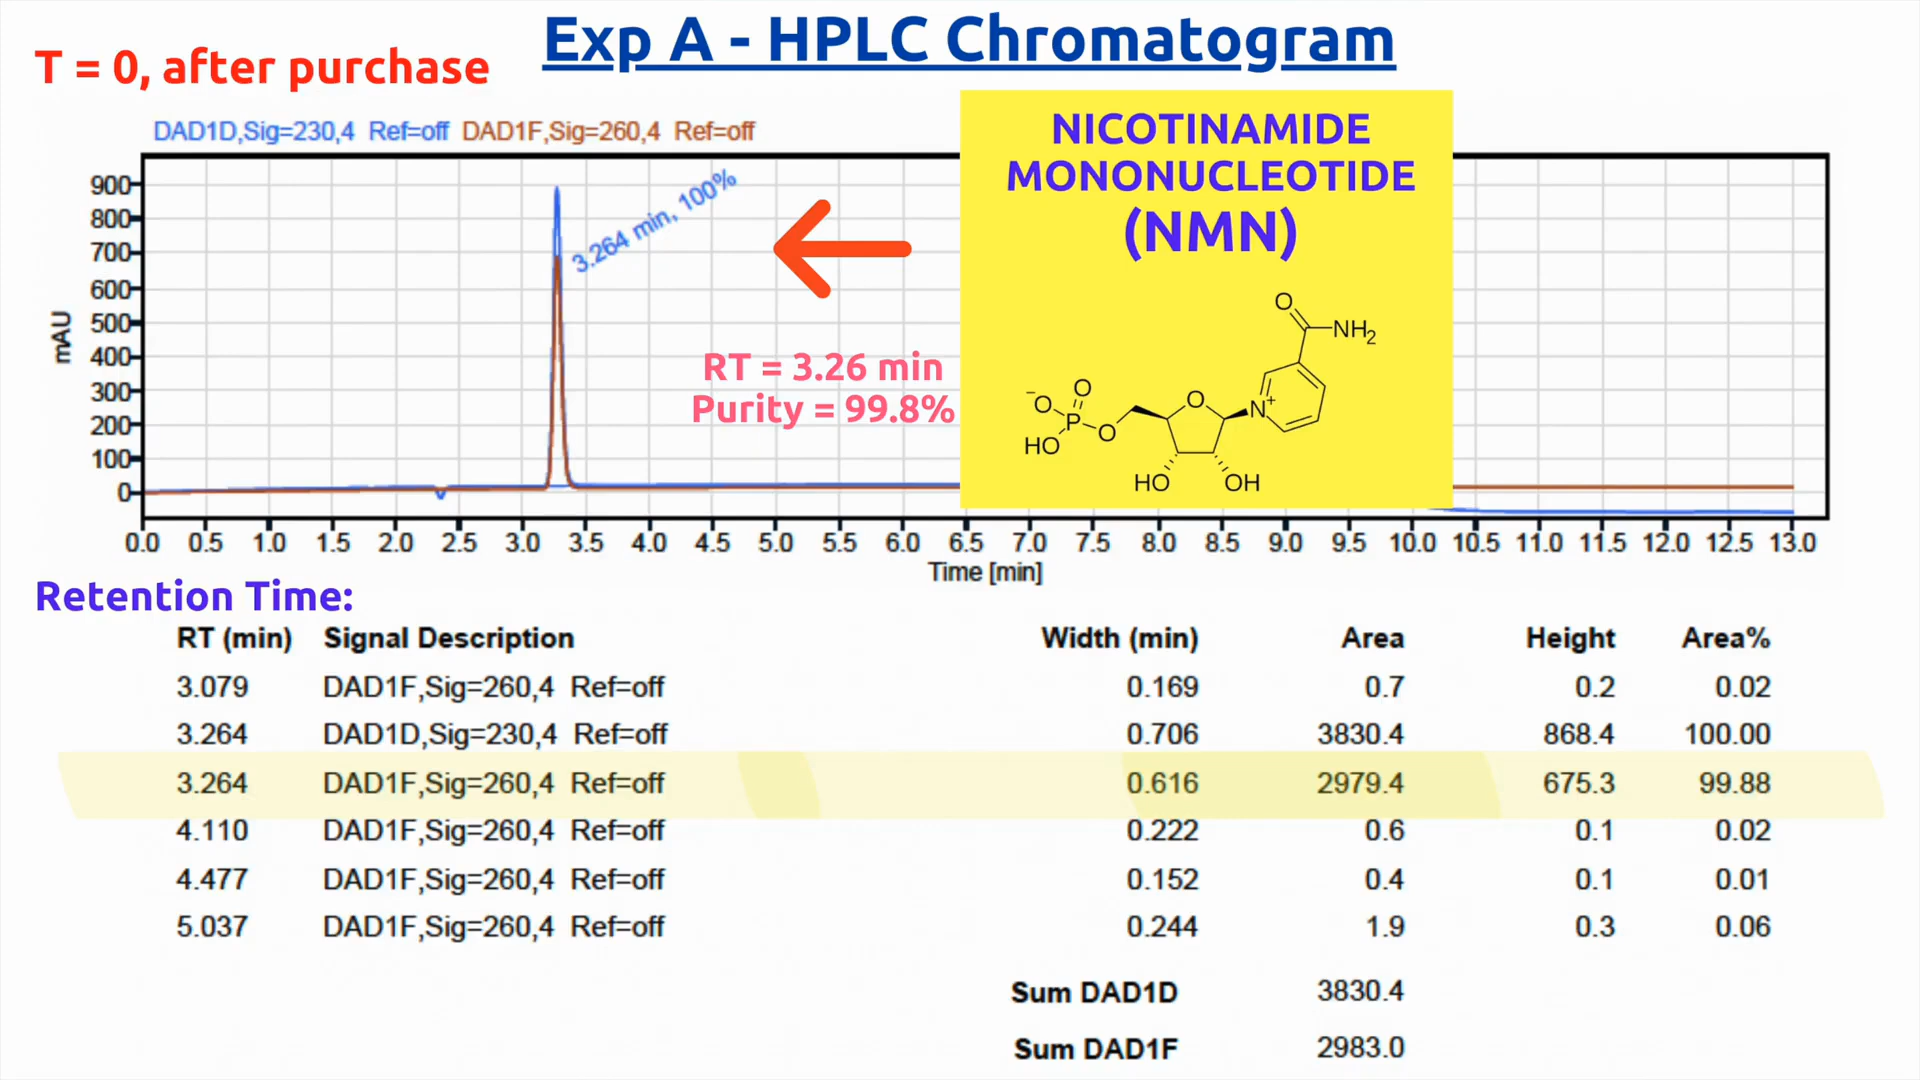 Exp A - HPLC Chromatogram
T = 0, after purchase
DAD1D,Sig=230,4 Ref=off DAD1F,Sig=260,4 Ref=off
NICOTINAMIDE
MONONUCLEOTIDE
(NMN)
3.264 min, 100%
RT = 3.26 min
Purity = 99.8%
O
NH2
O
−O
P
HO
O
O
N+
HO
OH
mAU
900
800
700
600
500
400
300
200
100
0
0.0 0.5 1.0 1.5 2.0 2.5 3.0 3.5 4.0 4.5 5.0 5.5 6.0 6.5 7.0 7.5 8.0 8.5 9.0 9.5 10.0 10.5 11.0 11.5 12.0 12.5 13.0
Time [min]
Retention Time:
RT (min) Signal Description Width (min) Area Height Area%
3.079 DAD1F,Sig=260,4 Ref=off 0.169 0.7 0.2 0.02
3.264 DAD1D,Sig=230,4 Ref=off 0.706 3830.4 868.4 100.00
3.264 DAD1F,Sig=260,4 Ref=off 0.616 2979.4 675.3 99.88
4.110 DAD1F,Sig=260,4 Ref=off 0.222 0.6 0.1 0.02
4.477 DAD1F,Sig=260,4 Ref=off 0.152 0.4 0.1 0.01
5.037 DAD1F,Sig=260,4 Ref=off 0.244 1.9 0.3 0.06
Sum DAD1D 3830.4
Sum DAD1F 2983.0